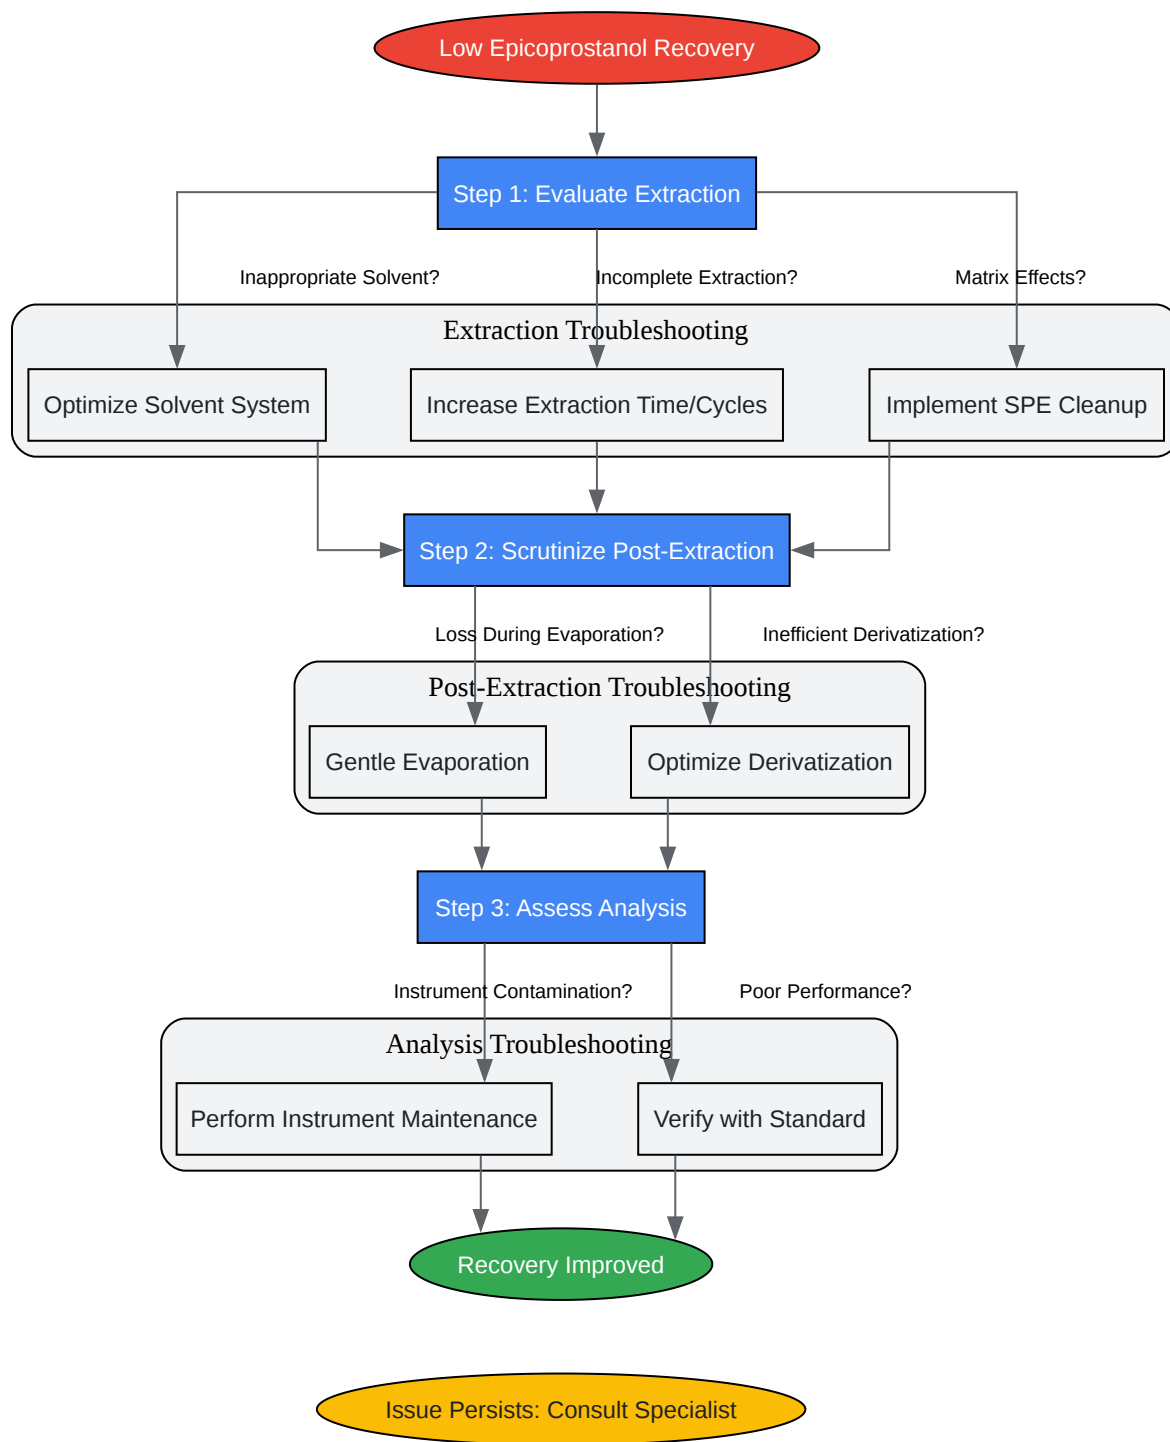 Low Epicoprostanol Recovery
Step 1: Evaluate Extraction
Inappropriate Solvent?
Incomplete Extraction?
Matrix Effects?
Extraction Troubleshooting
Optimize Solvent System
Increase Extraction Time/Cycles
Implement SPE Cleanup
Step 2: Scrutinize Post-Extraction
Loss During Evaporation?
Inefficient Derivatization?
Post-Extraction Troubleshooting
Gentle Evaporation
Optimize Derivatization
Step 3: Assess Analysis
Instrument Contamination?
Poor Performance?
Analysis Troubleshooting
Perform Instrument Maintenance
Verify with Standard
Recovery Improved
Issue Persists: Consult Specialist